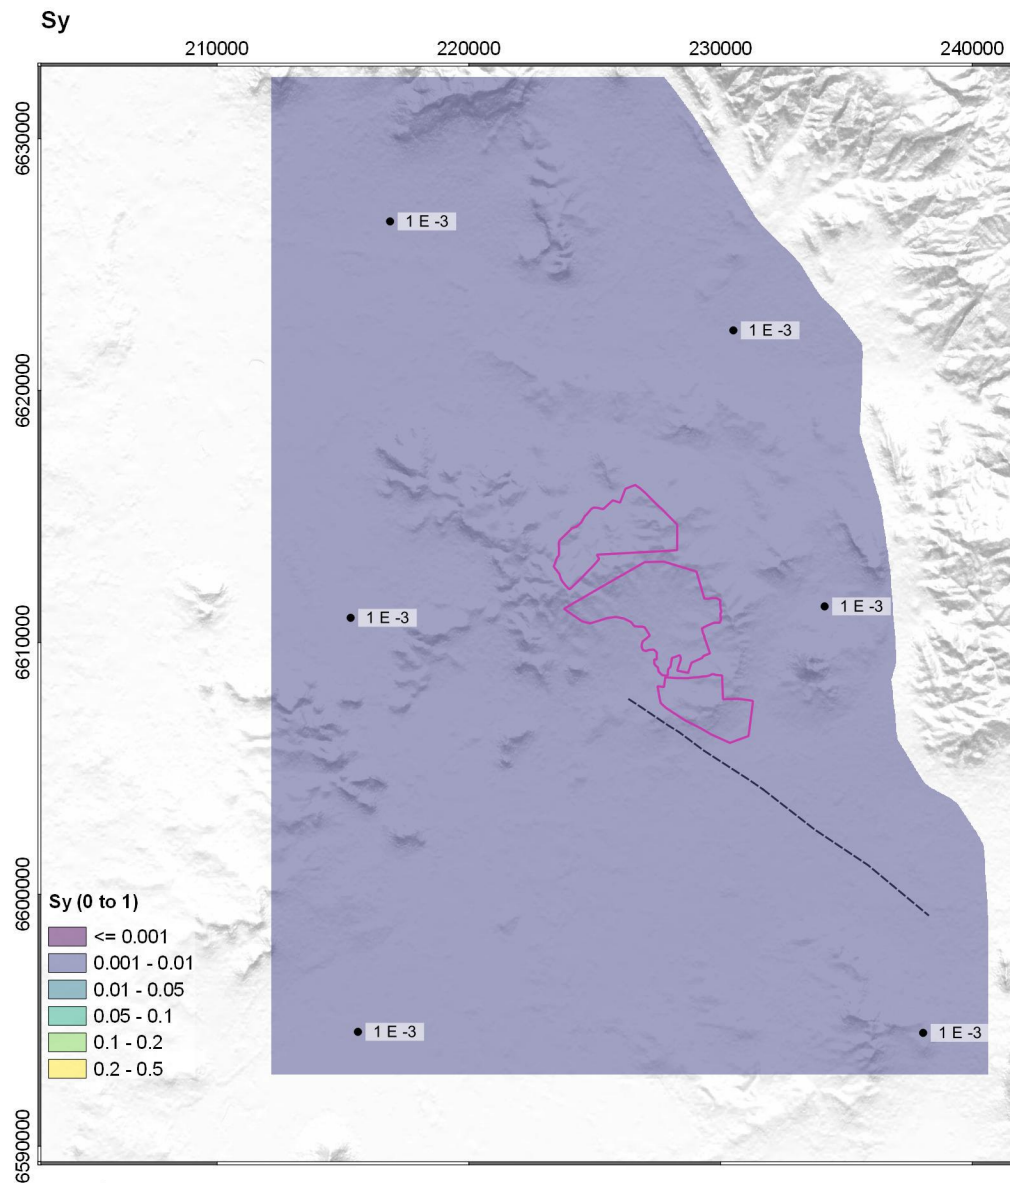 Sy
210000 220000 230000 240000
6630000
1 E -3
1 E -3
6620000
1 E -3
1 E -3
6610000
6600000
Sy (0 to 1)
<= 0.001
0.001 - 0.01
0.01 - 0.05
0.05 - 0.1
0.1 - 0.2
0.2 - 0.5
1 E -3
1 E -3
6590000